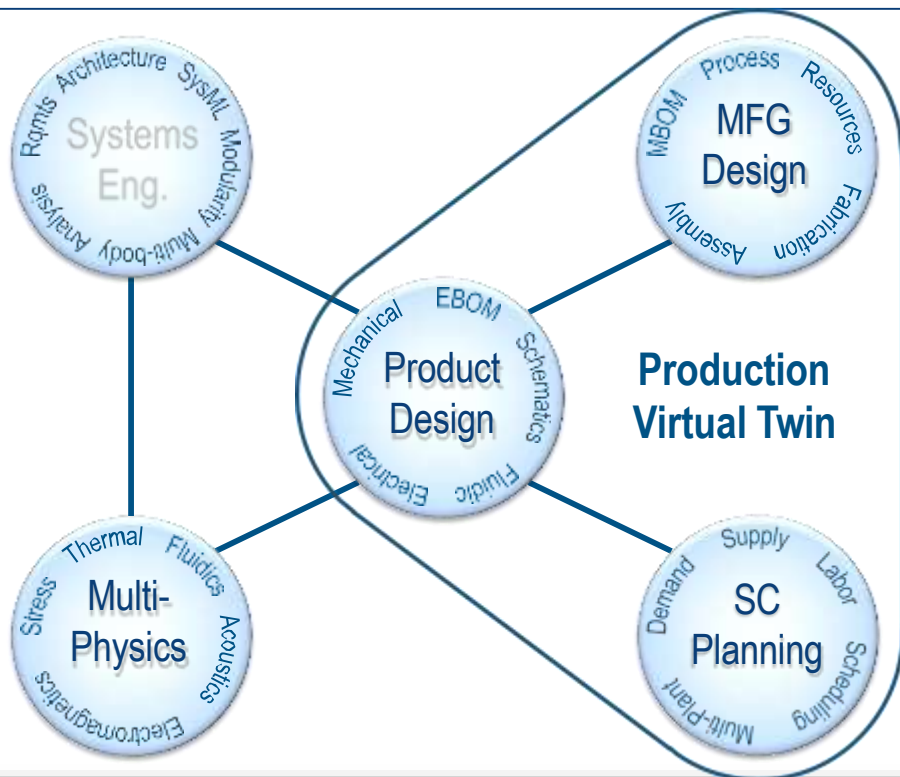 Rqmts Architecture SysML Modularity Multi-body Analysis
Systems
Eng.
MBOM Process Resources Fabrication Assembly
MFG
Design
Mechanical EBOM Schematics Fluidic Electrical
Product
Design
Production
Virtual Twin
Stress Thermal Fluidics Acoustics Electromagnetics
Multi-
Physics
Demand Supply Labor Scheduling Multi-Plant
SC
Planning